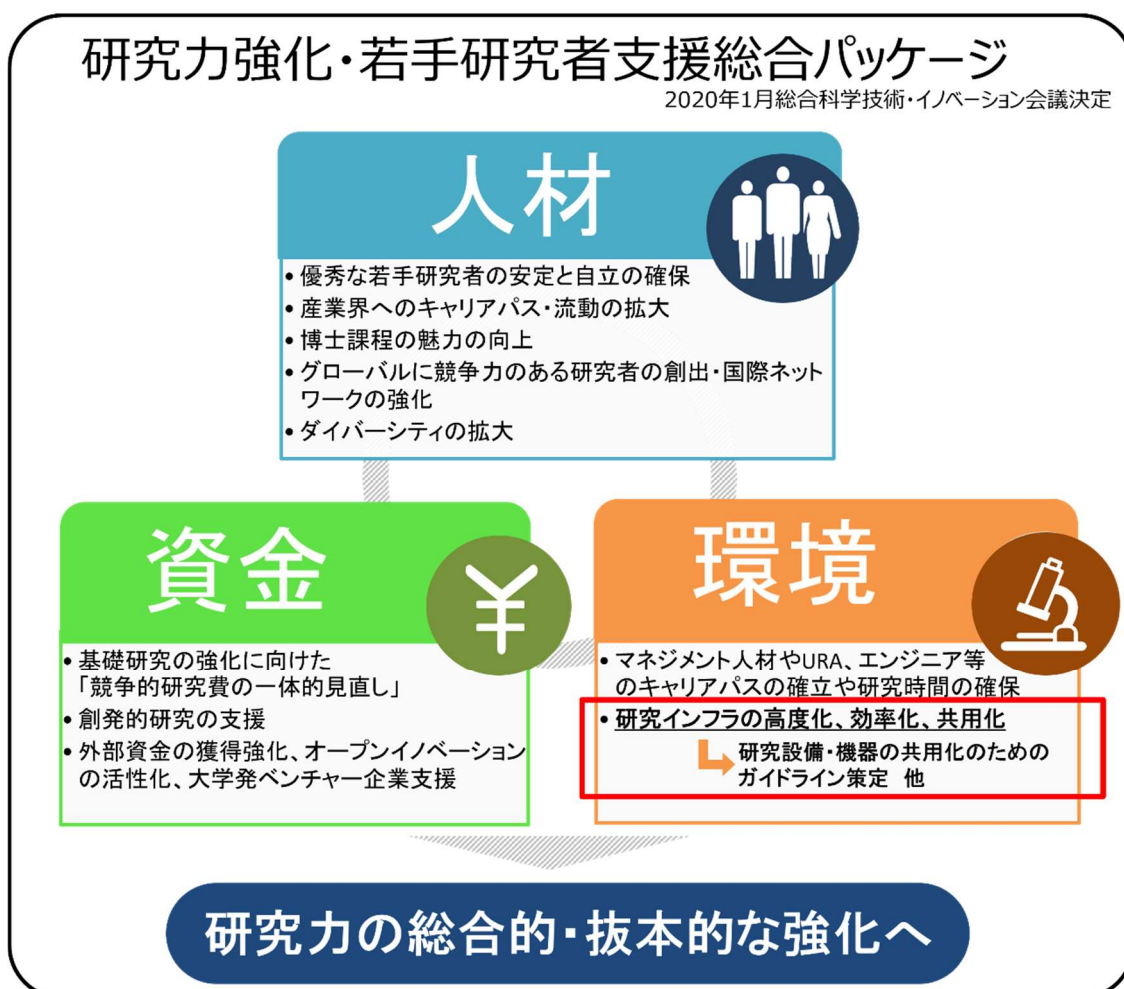 研究力強化・若手研究者支援総合パッケージ
2020年1月総合科学技術・イノベーション会議決定
人材
• 優秀な若手研究者の安定と自立の確保
• 産業界へのキャリアパス・流動の拡大
• 博士課程の魅力の向上
• グローバルに競争力のある研究者の創出・国際ネット
ワークの強化
• ダイバーシティの拡大
資金
¥
• 基礎研究の強化に向けた
「競争的研究費の一体的見直し」
• 創発的研究の支援
• 外部資金の獲得強化、オープンイノベーション
の活性化、大学発ベンチャー企業支援
環境
• マネジメント人材やURA、エンジニア等
のキャリアパスの確立や研究時間の確保
• 研究インフラの高度化、効率化、共用化
研究設備・機器の共用化のための
ガイドライン策定 他
研究力の総合的・抜本的な強化へ